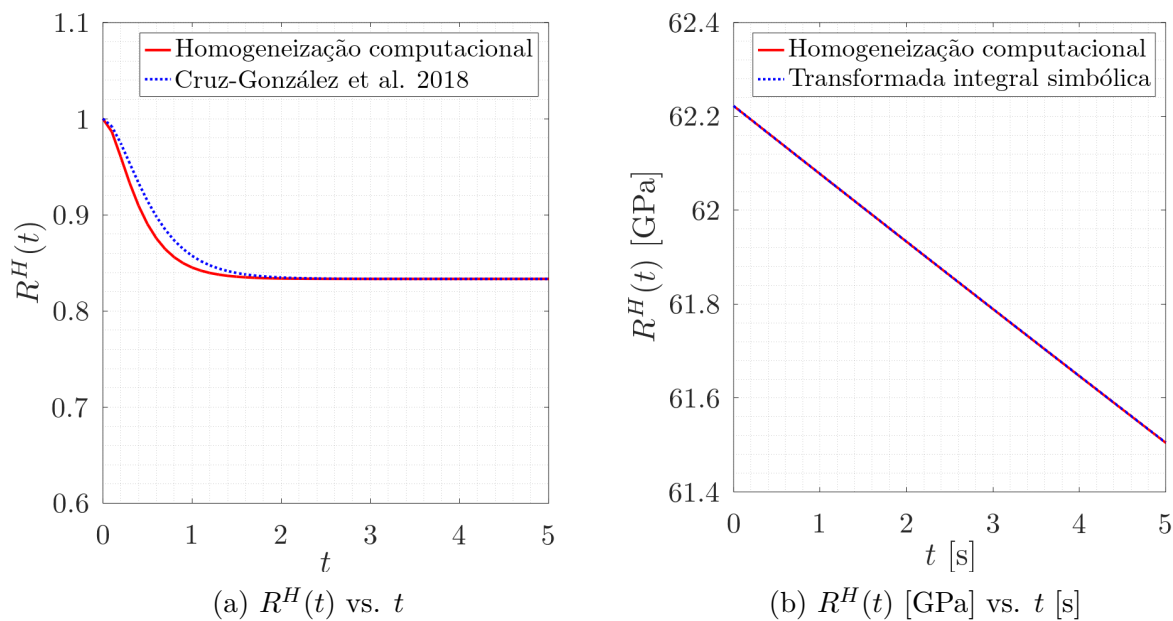 1.1
1
0.9
0.8
0.7
0.6
R^H(t)
Homogeneização computacional
Cruz-González et al. 2018
0 1 2 3 4 5
t
(a) R^H(t) vs. t
62.4
62.2
62
61.8
61.6
61.4
R^H(t) [GPa]
Homogeneização computacional
Transformada integral simbólica
0 1 2 3 4 5
t [s]
(b) R^H(t) [GPa] vs. t [s]